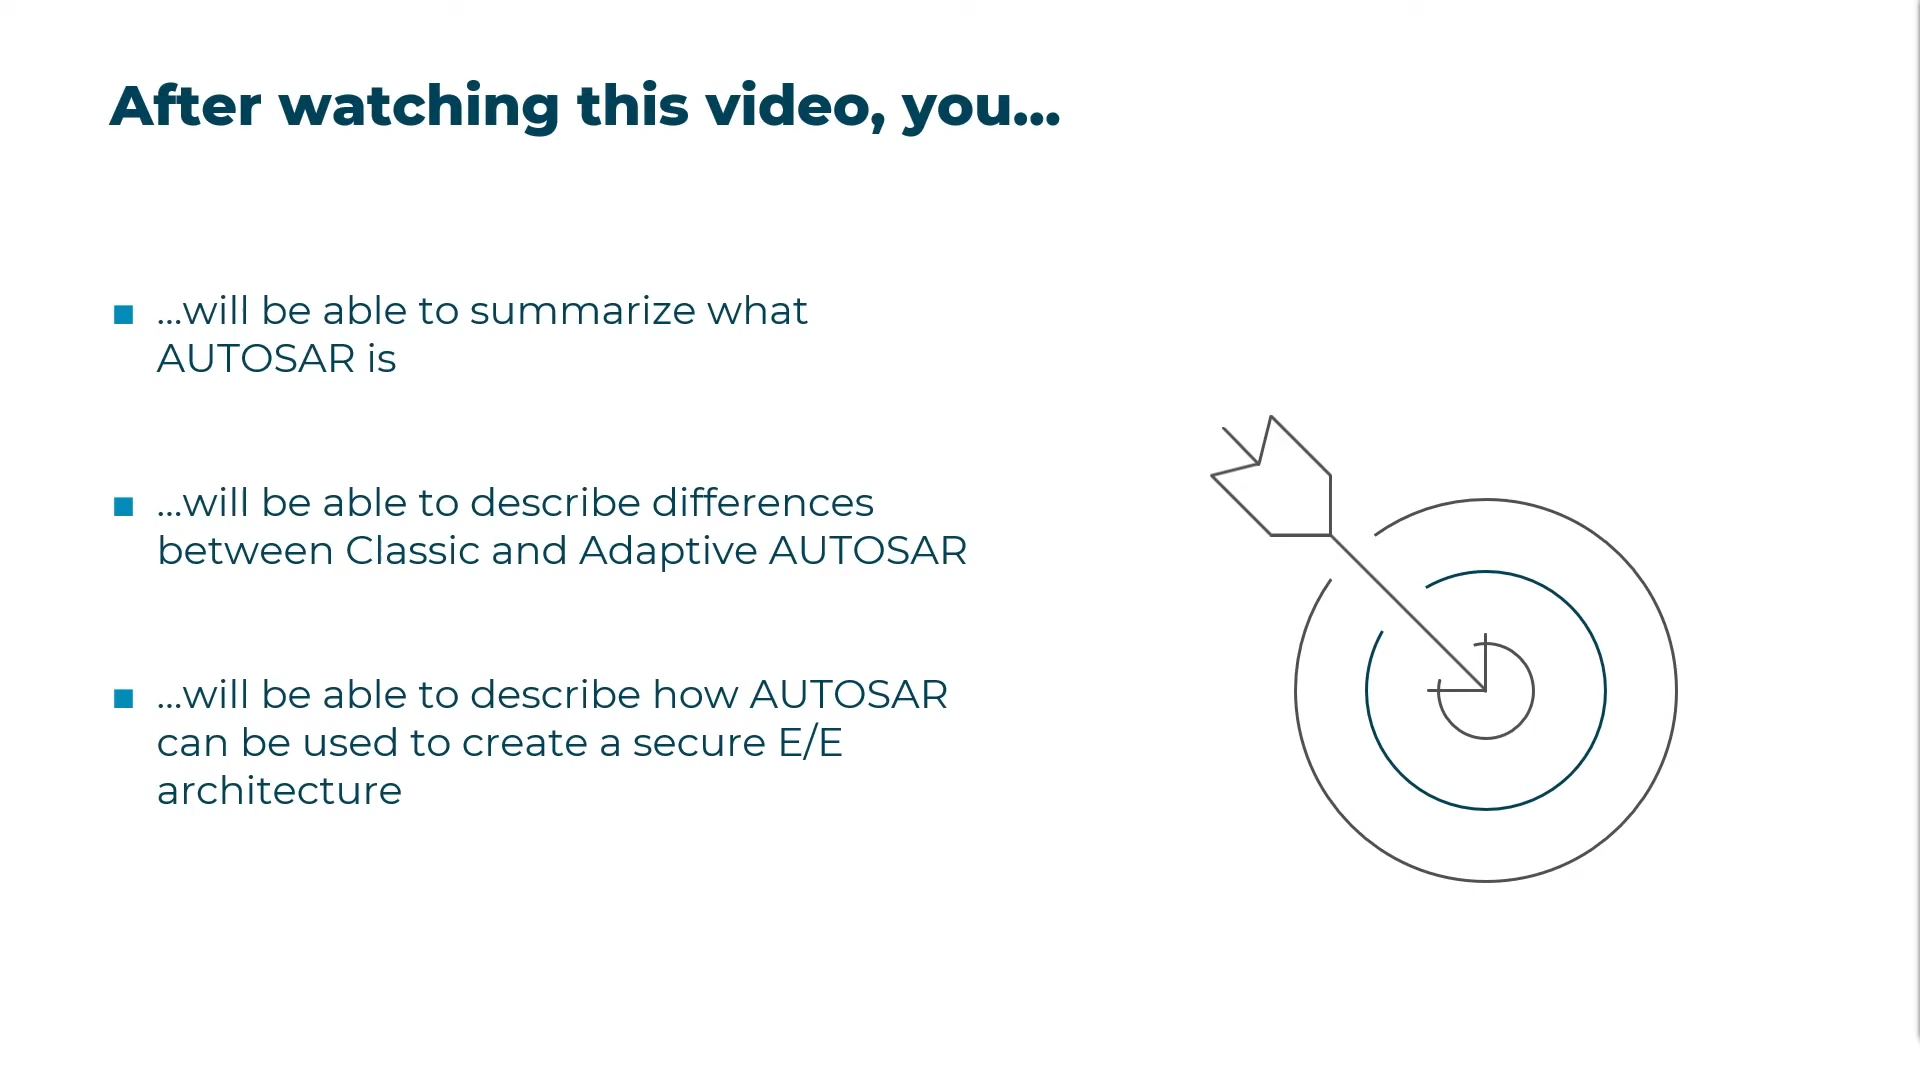 After watching this video, you...
...will be able to summarize what
AUTOSAR is
...will be able to describe differences
between Classic and Adaptive AUTOSAR
...will be able to describe how AUTOSAR
can be used to create a secure E/E
architecture